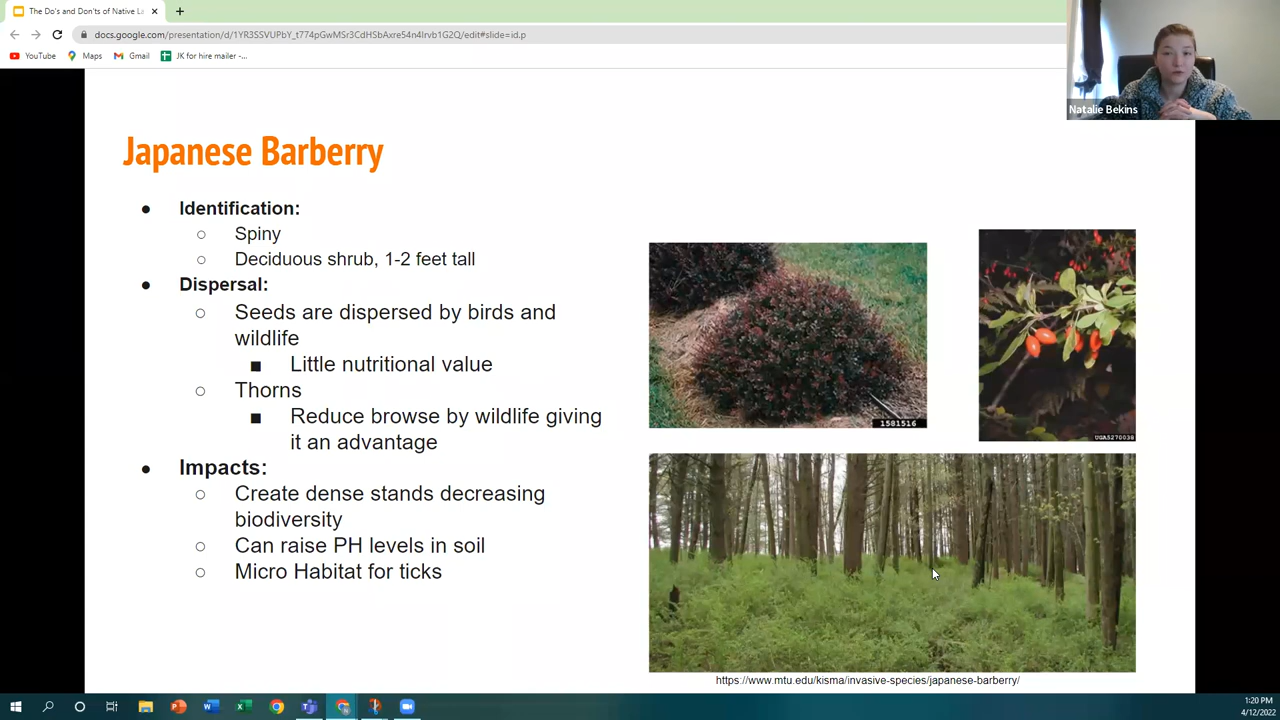 The Do's and Don'ts of Native La
docs.google.com/presentation/d/1YR3SSVUPbY_t774pGwMSr3CdHSbAxre54n4lrvb1G2Q/edit#slide=id.p
YouTube
Maps
Gmail
JK for hire mailer -...
Natalie Bekins
Japanese Barberry
Identification:
Spiny
Deciduous shrub, 1-2 feet tall
Dispersal:
Seeds are dispersed by birds and
wildlife
Little nutritional value
Thorns
Reduce browse by wildlife giving
it an advantage
Impacts:
Create dense stands decreasing
biodiversity
Can raise PH levels in soil
Micro Habitat for ticks
1581516
UGA5270038
https://www.mtu.edu/kisma/invasive-species/japanese-barberry/
1:20 PM
4/12/2022